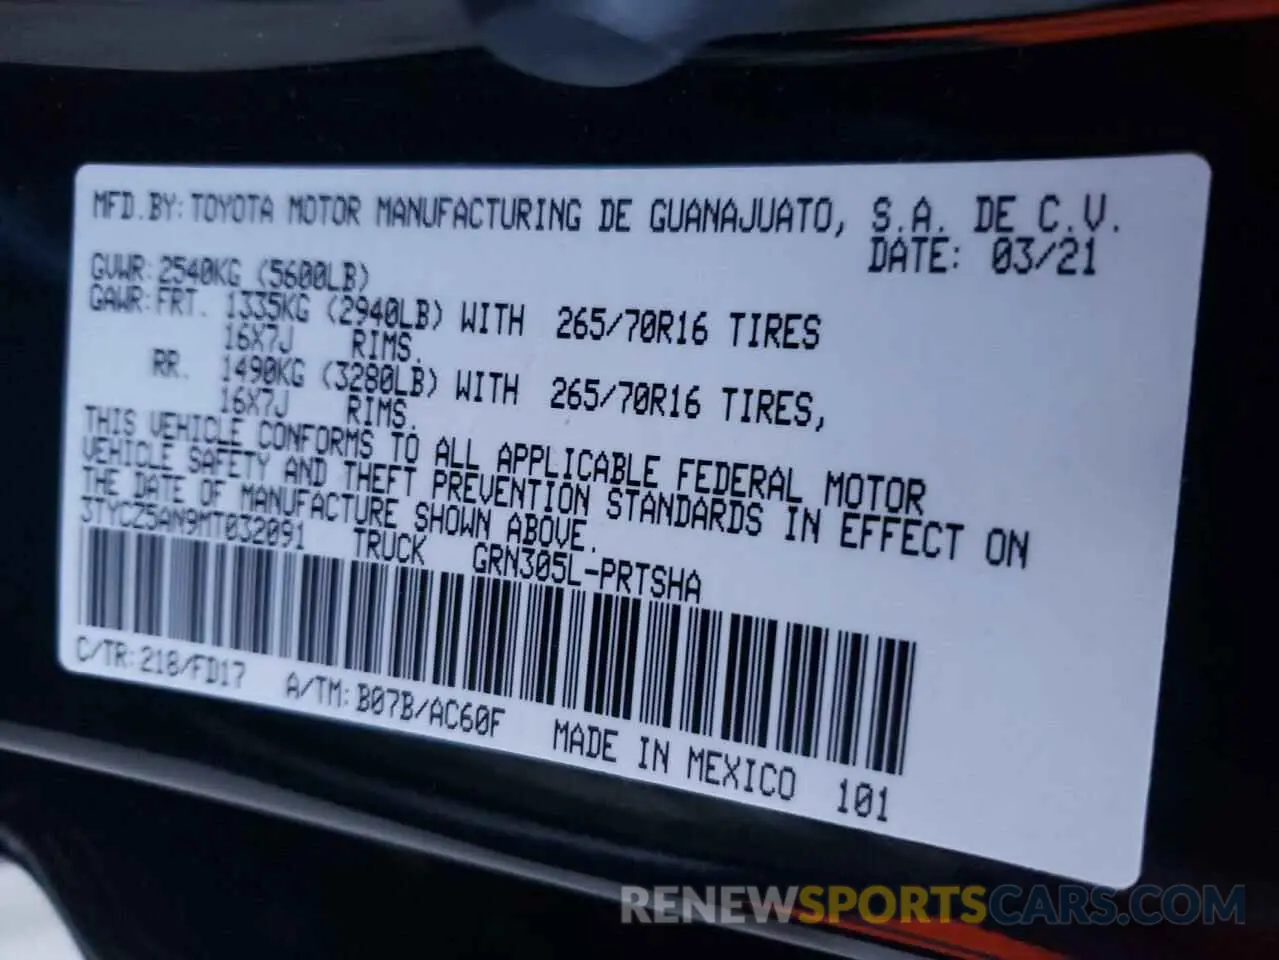 MFD.BY: TOYOTA MOTOR MANUFACTURING DE GUANAJUATO, S.A. DE C.V.
DATE: 03/21
GVWR: 2540KG (5600LB)
GAWR: FRT. 1335KG (2940LB) WITH 265/70R16 TIRES
16X7J RIMS.
RR. 1490KG (3280LB) WITH 265/70R16 TIRES,
16X7J RIMS.
THIS VEHICLE CONFORMS TO ALL APPLICABLE FEDERAL MOTOR
VEHICLE SAFETY AND THEFT PREVENTION STANDARDS IN EFFECT ON
THE DATE OF MANUFACTURE SHOWN ABOVE.
3TYCZ5AN9MT032091 TRUCK GRN305L-PRTSHA
C/TR: 218/FD17 A/TM: B07B/AC60F MADE IN MEXICO 101
RENEWSPORTSCARS.COM